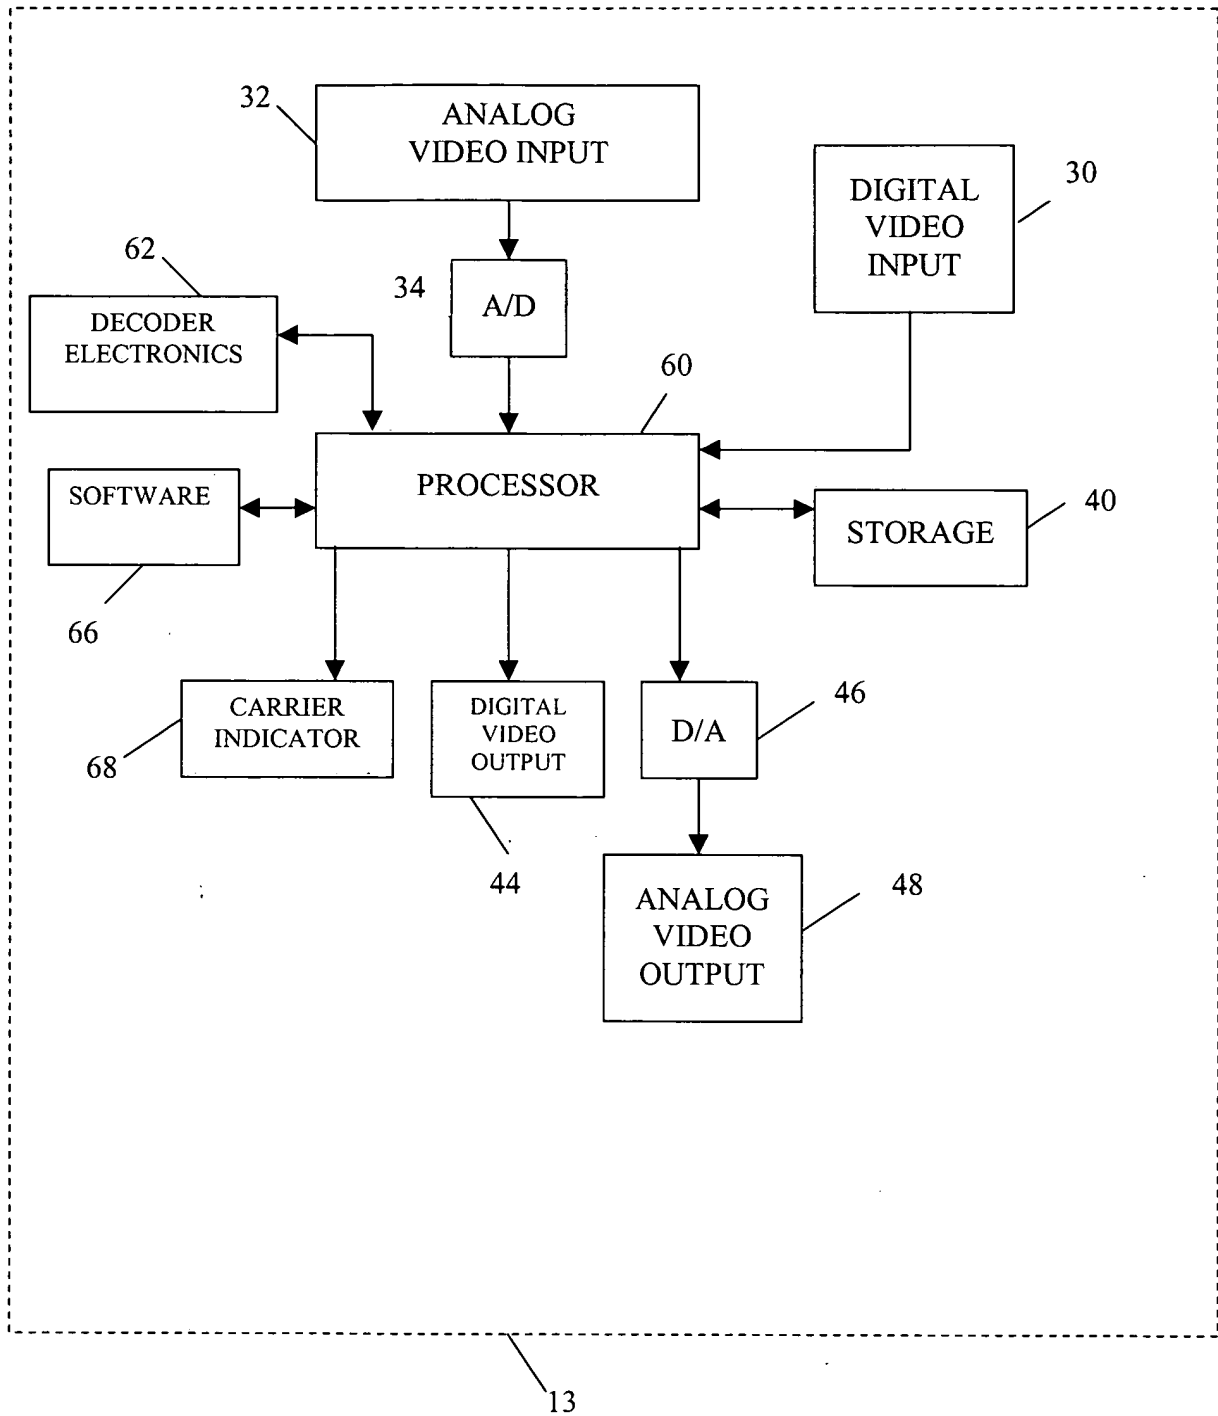 32
ANALOG
VIDEO INPUT
DIGITAL
VIDEO
INPUT
30
62
34
A/D
DECODER
ELECTRONICS
60
PROCESSOR
SOFTWARE
66
STORAGE
40
CARRIER
INDICATOR
68
DIGITAL
VIDEO
OUTPUT
44
D/A
46
ANALOG
VIDEO
OUTPUT
48
13